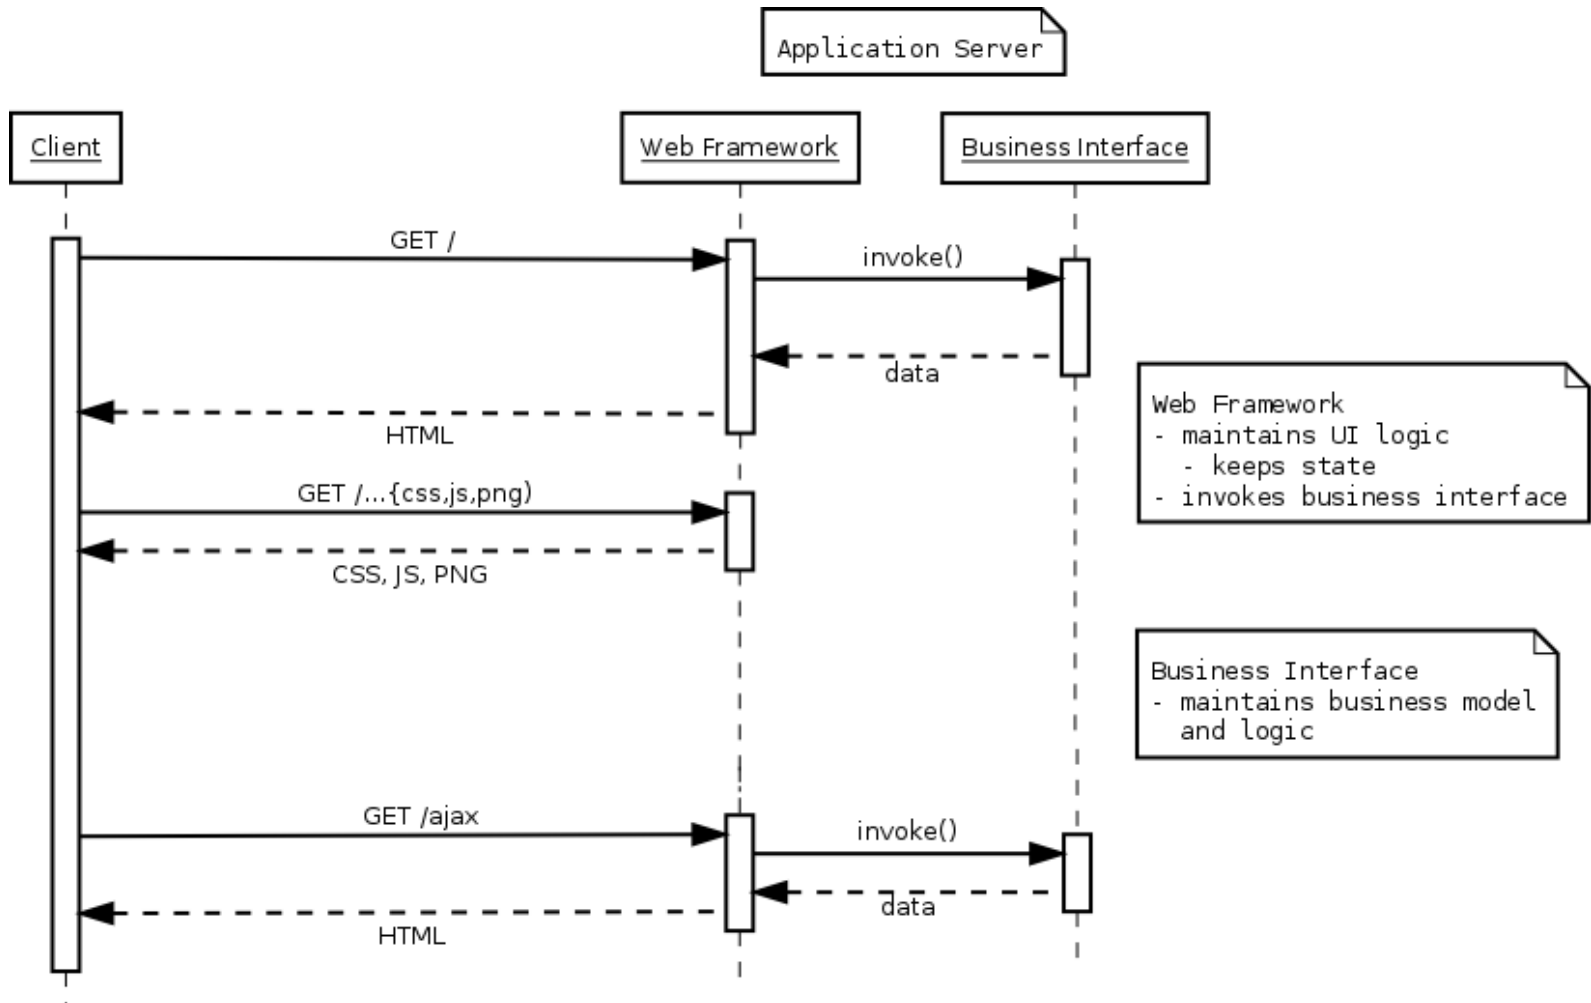 Application Server
Client
Web Framework
Business Interface
GET /
invoke()
data
HTML
Web Framework
- maintains UI logic
- keeps state
- invokes business interface
GET /...{css,js,png)
CSS, JS, PNG
Business Interface
- maintains business model
and logic
GET /ajax
invoke()
data
HTML